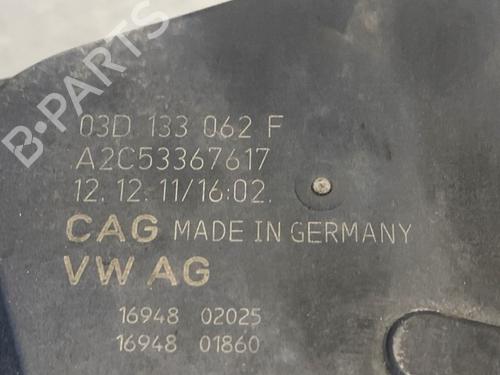 B-PARTS
03D 133 062 F
A2C53367617
12.12.11/16:02.
CAG MADE IN GERMANY
VW AG
16948 02025
16948 01860